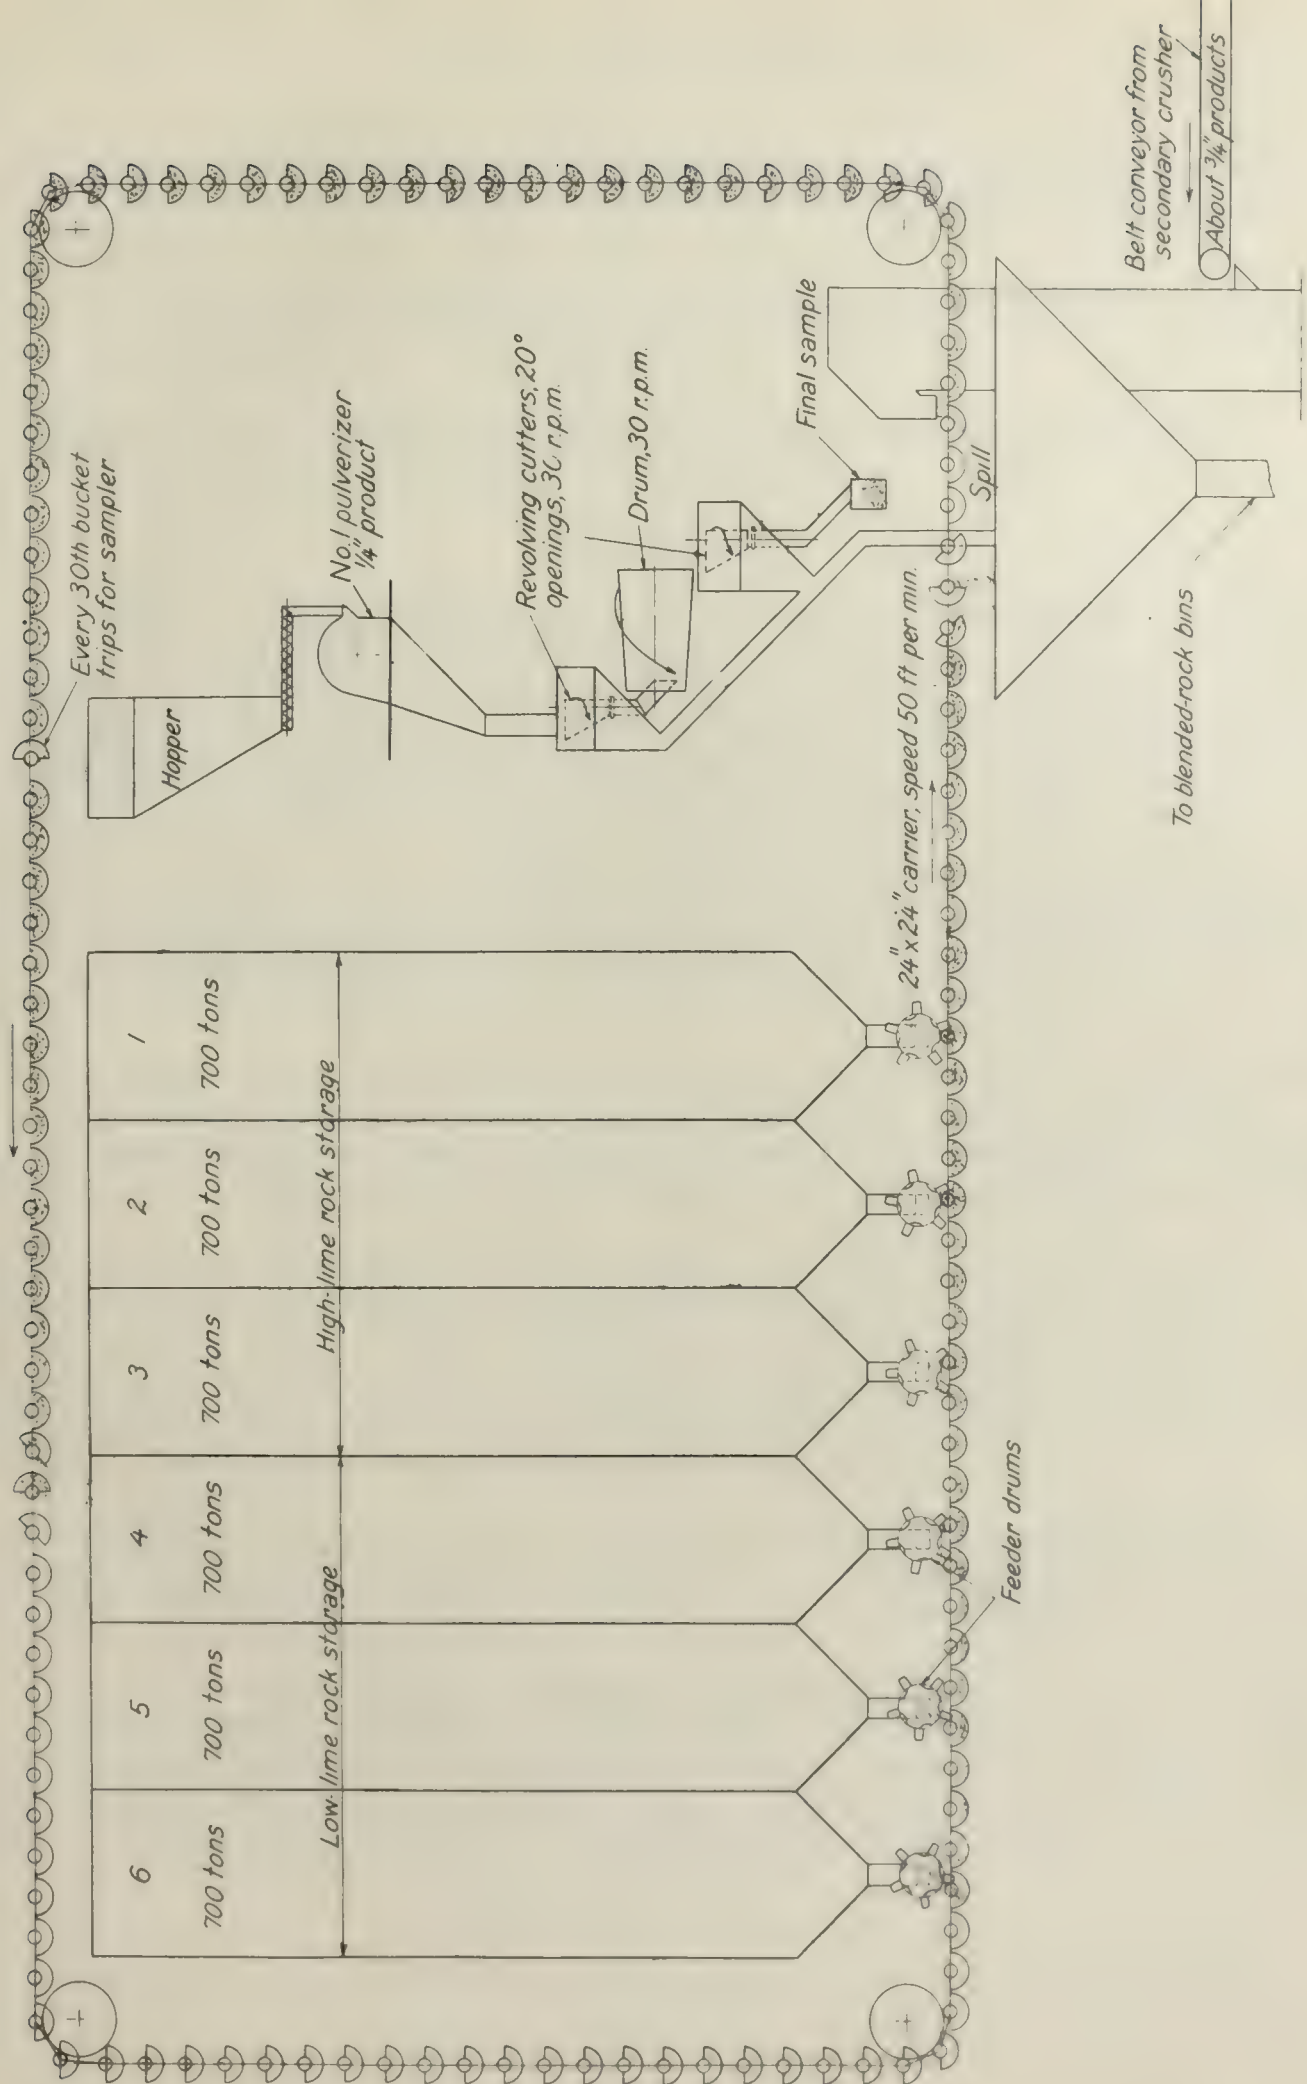 Every 30th bucket
trips for sampler
Hopper
No. 1 pulverizer
1/4" product
Revolving cutters, 20°
openings, 30 r.p.m.
Drum, 30 r.p.m.
Final sample
Belt conveyor from
secondary crusher
About 3/4" products
6
5
4
3
2
1
700 tons
700 tons
700 tons
700 tons
700 tons
700 tons
Low-lime rock storage
High-lime rock storage
24" x 24" carrier, speed 50 ft per min.
Spill
Feeder drums
To blended-rock bins